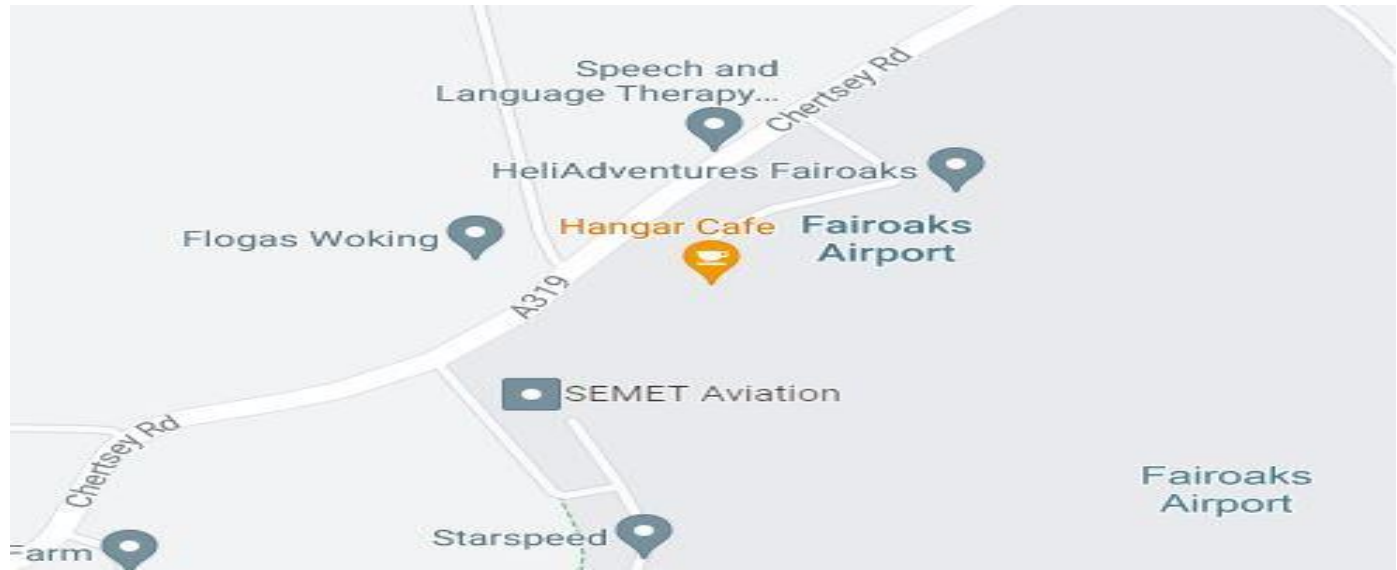 Speech and
Language Therapy...
Chertsey Rd
HeliAdventures Fairoaks
Hangar Cafe
Fairoaks
Airport
Flogas Woking
A319
SEMET Aviation
Chertsey Rd
Fairoaks
Airport
Starspeed
Farm